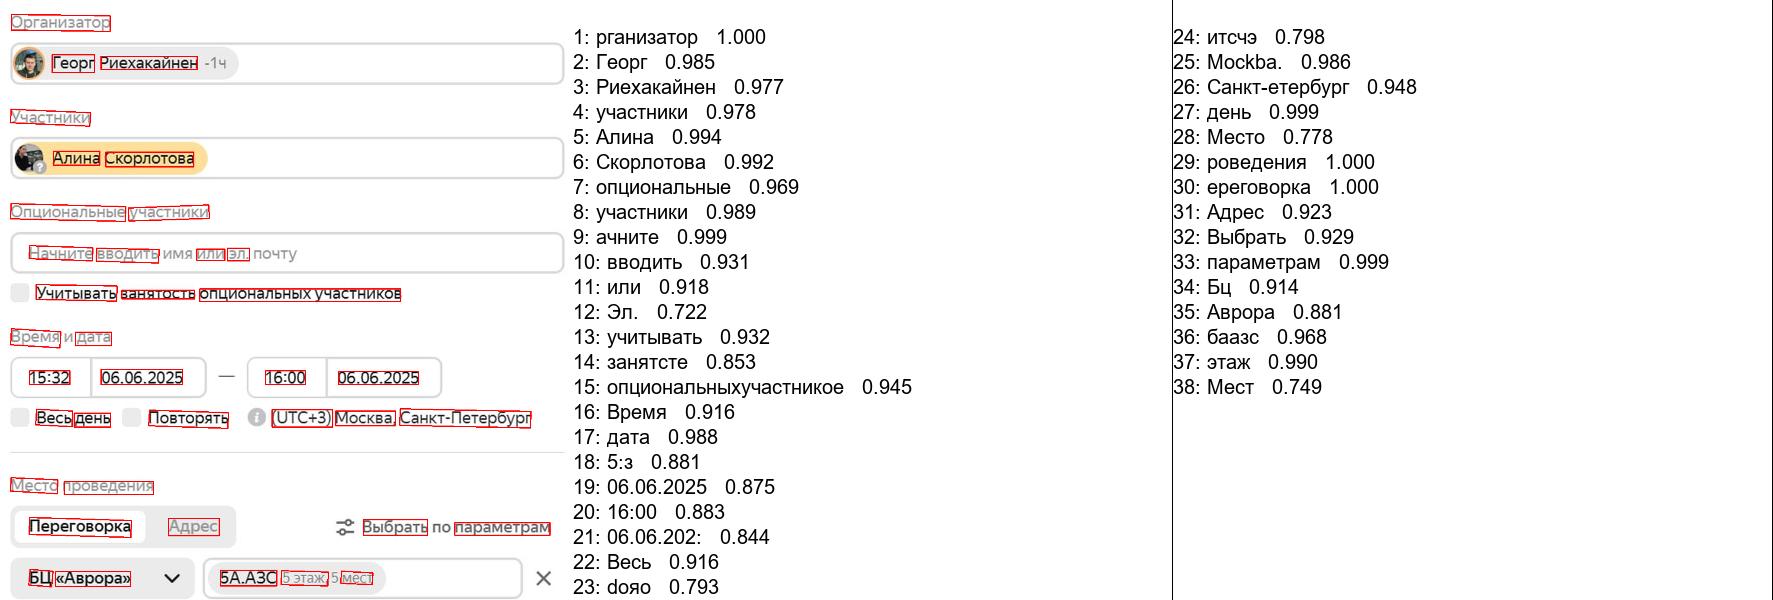 Организатор
Георг Риехакайнен -1ч
Участники
Алина Скорлотова
Опциональные участники
Начните вводить имя или эл. почту
Учитывать занятость опциональных участников
Время и дата
15:32 06.06.2025 — 16:00 06.06.2025
Весь день Повторять (UTC+3) Москва, Санкт-Петербург
Место проведения
Переговорка Адрес Выбрать по параметрам
БЦ «Аврора» 5А.А3С 5 этаж, 5 мест
1: рганизатор 1.000
2: Георг 0.985
3: Риехакайнен 0.977
4: участники 0.978
5: Алина 0.994
6: Скорлотова 0.992
7: опциональные 0.969
8: участники 0.989
9: ачните 0.999
10: вводить 0.931
11: или 0.918
12: Эл. 0.722
13: учитывать 0.932
14: занятсте 0.853
15: опциональныхучастникое 0.945
16: Время 0.916
17: дата 0.988
18: 5:з 0.881
19: 06.06.2025 0.875
20: 16:00 0.883
21: 06.06.202: 0.844
22: Весь 0.916
23: doяo 0.793
24: итсчэ 0.798
25: Mockba. 0.986
26: Санкт-етербург 0.948
27: день 0.999
28: Место 0.778
29: роведения 1.000
30: ереговорка 1.000
31: Адрес 0.923
32: Выбрать 0.929
33: параметрам 0.999
34: Бц 0.914
35: Аврора 0.881
36: баазс 0.968
37: этаж 0.990
38: Мест 0.749